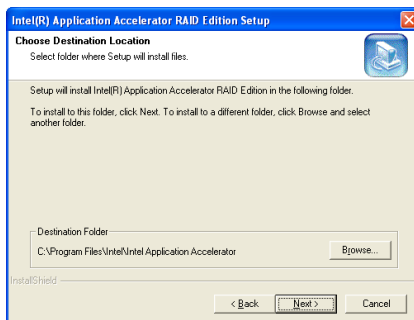 Intel(R) Application Accelerator RAID Edition Setup
Choose Destination Location
Select folder where Setup will install files.
Setup will install Intel(R) Application Accelerator RAID Edition in the following folder.
To install to this folder, click Next. To install to a different folder, click Browse and select
another folder.
Destination Folder
C:\Program Files\Intel\Intel Application Accelerator
Browse...
InstallShield
< Back
Next >
Cancel